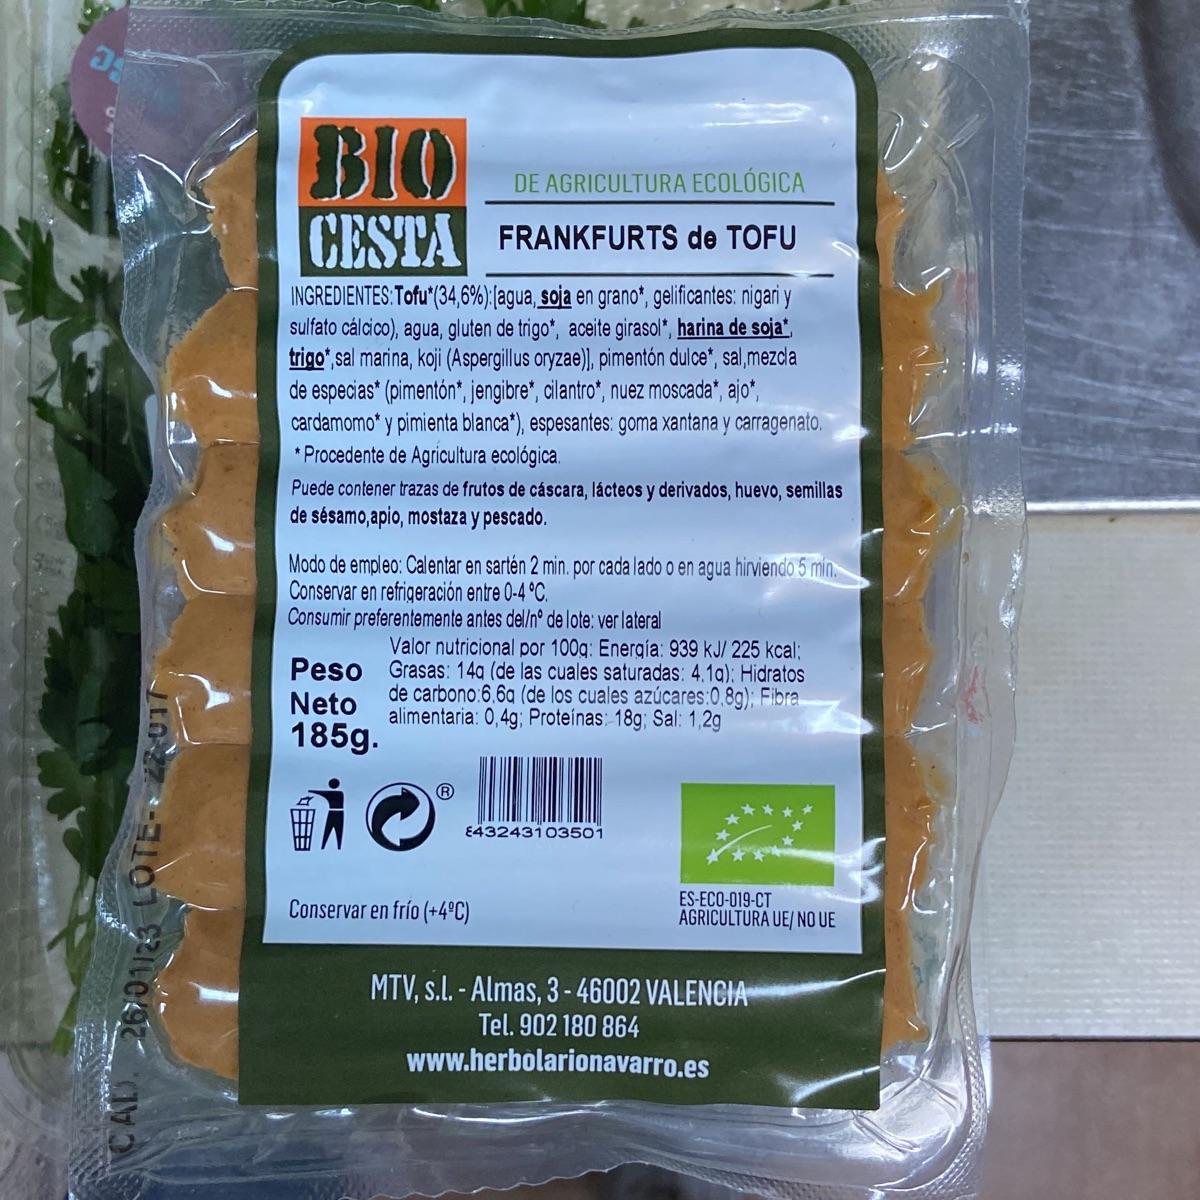 BIO
CESTA
DE AGRICULTURA ECOLÓGICA
FRANKFURTS de TOFU
INGREDIENTES:Tofu*(34,6%):[agua, soja en grano*, gelificantes: nigari y
sulfato cálcico), agua, gluten de trigo*, aceite girasol*, harina de soja*,
trigo*,sal marina, koji (Aspergillus oryzae)], pimentón dulce*, sal,mezcla
de especias* (pimentón*, jengibre*, cilantro*, nuez moscada*, ajo*,
cardamomo* y pimienta blanca*), espesantes: goma xantana y carragenato.
* Procedente de Agricultura ecológica.
Puede contener trazas de frutos de cáscara, lácteos y derivados, huevo, semillas
de sésamo,apio, mostaza y pescado.
Modo de empleo: Calentar en sartén 2 min. por cada lado o en agua hirviendo 5 min.
Conservar en refrigeración entre 0-4 ºC.
Consumir preferentemente antes del/nº de lote: ver lateral
Peso
Neto
185g.
Valor nutricional por 100g: Energía: 939 kJ/ 225 kcal;
Grasas: 14g (de las cuales saturadas: 4,1g); Hidratos
de carbono:6,6g (de los cuales azúcares:0,8g); Fibra
alimentaria: 0,4g; Proteínas: 18g; Sal: 1,2g
®
843243103501
Conservar en frío (+4ºC)
ES-ECO-019-CT
AGRICULTURA UE/ NO UE
MTV, s.l. - Almas, 3 - 46002 VALENCIA
Tel. 902 180 864
www.herbolarionavarro.es
CAD. 26/01/23 LOTE-22-017